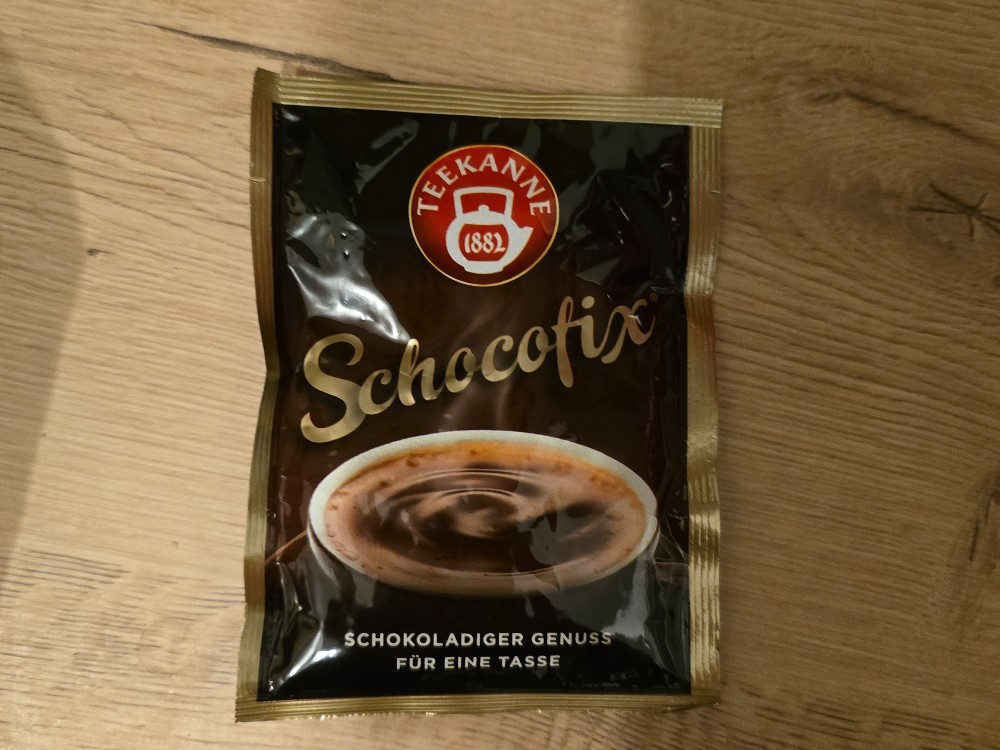 TEEKANNE
1882
Schocofix®
SCHOKOLADIGER GENUSS
FÜR EINE TASSE